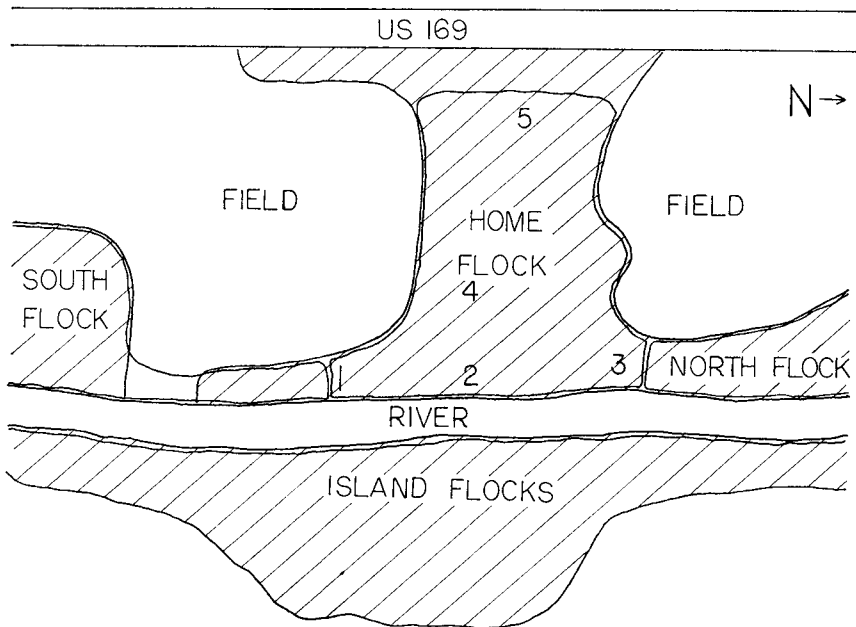 US 169
N
5
FIELD
HOME
FLOCK
FIELD
4
SOUTH
FLOCK
1
2
3
NORTH FLOCK
RIVER
ISLAND FLOCKS